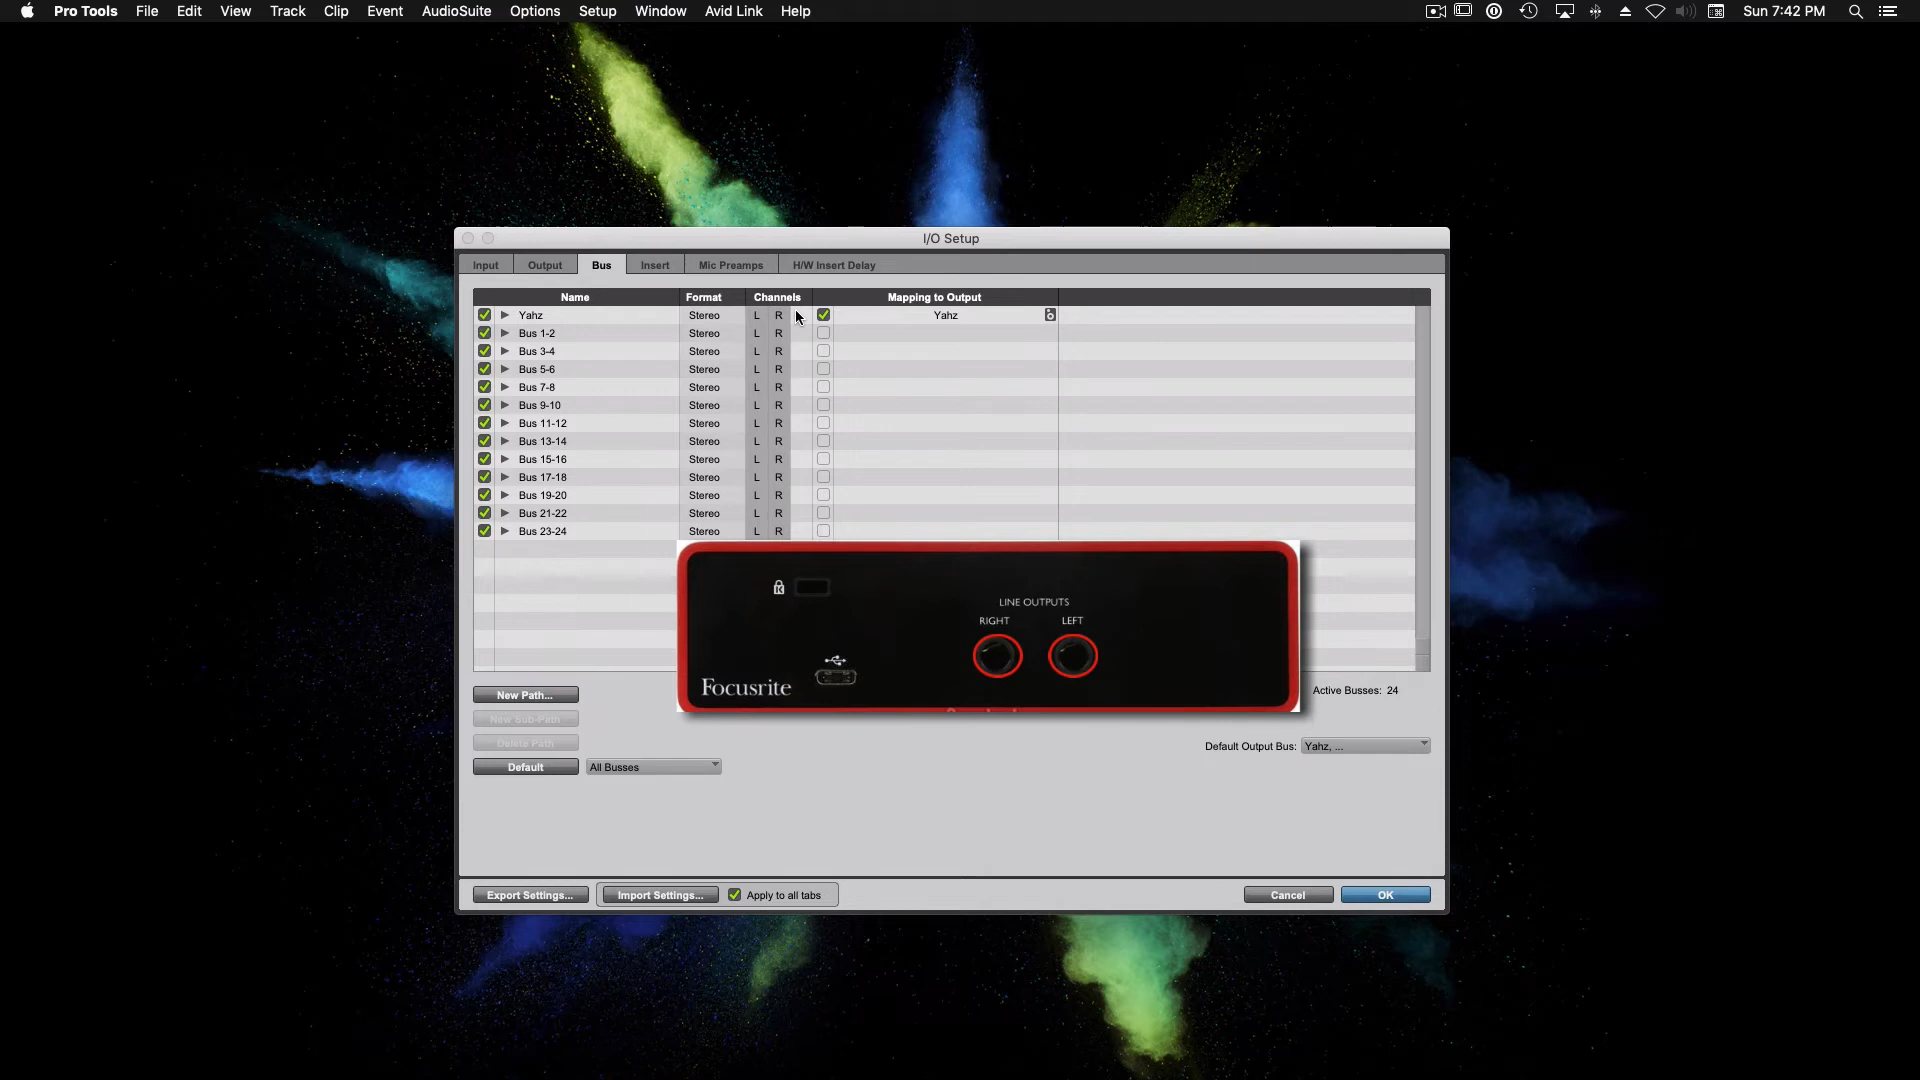 Pro Tools File Edit View Track Clip Event AudioSuite Options Setup Window Avid Link Help Sun 7:42 PM
I/O Setup
Input Output Bus Insert Mic Preamps H/W Insert Delay
Name Format Channels Mapping to Output
Yahz Stereo L R Yahz
Bus 1-2 Stereo L R
Bus 3-4 Stereo L R
Bus 5-6 Stereo L R
Bus 7-8 Stereo L R
Bus 9-10 Stereo L R
Bus 11-12 Stereo L R
Bus 13-14 Stereo L R
Bus 15-16 Stereo L R
Bus 17-18 Stereo L R
Bus 19-20 Stereo L R
Bus 21-22 Stereo L R
Bus 23-24 Stereo L R
LINE OUTPUTS
RIGHT LEFT
Focusrite
New Path... Active Busses: 24
New Sub-Path
Delete Path
Default Output Bus: Yahz, ...
Default All Busses
Export Settings... Import Settings... Apply to all tabs Cancel OK